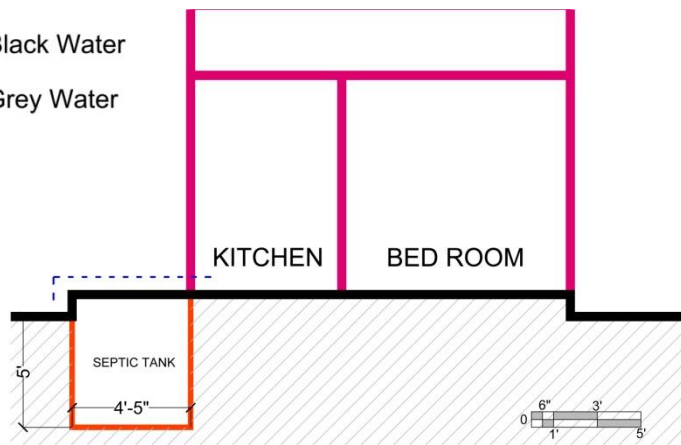 Black Water
Grey Water
KITCHEN
BED ROOM
SEPTIC TANK
5'
4'-5"
0
6"
3'
1'
5'